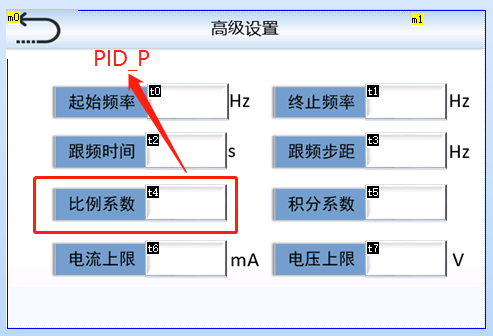 m0
高级设置
m1
PID_P
起始频率 t0 Hz
终止频率 t1 Hz
跟频时间 t2 s
跟频步距 t3 Hz
比例系数 t4
积分系数 t5
电流上限 t6 mA
电压上限 t7 V